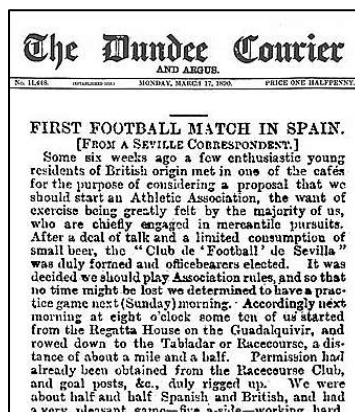 The Dundee Courier
AND ARGUS.
MONDAY, MARCH 17, 1890. PRICE ONE HALFPENNY.
FIRST FOOTBALL MATCH IN SPAIN.
[FROM A SEVILLE CORRESPONDENT.]
Some six weeks ago a few enthusiastic young
residents of British origin met in one of the cafés
for the purpose of considering a proposal that we
should start an Athletic Association, the want of
exercise being greatly felt by the majority of us,
who are chiefly engaged in mercantile pursuits.
After a deal of talk and a limited consumption of
small beer, the "Club de 'Football' de Sevilla"
was duly formed and officebearers elected. It was
decided we should play Association rules, and so that
no time might be lost we determined to have a prac-
tice game next (Sunday) morning. Accordingly next
morning at eight o'clock some ten of us started
from the Regatta House on the Guadalquivir, and
rowed down to the Tabladar or Racecourse, a dis-
tance of about a mile and a half. Permission had
already been obtained from the Racecourse Club,
and goal posts, &c., duly rigged up. We were
about half and half Spanish and British, and had
a very pleasant game—five a-side—working hard